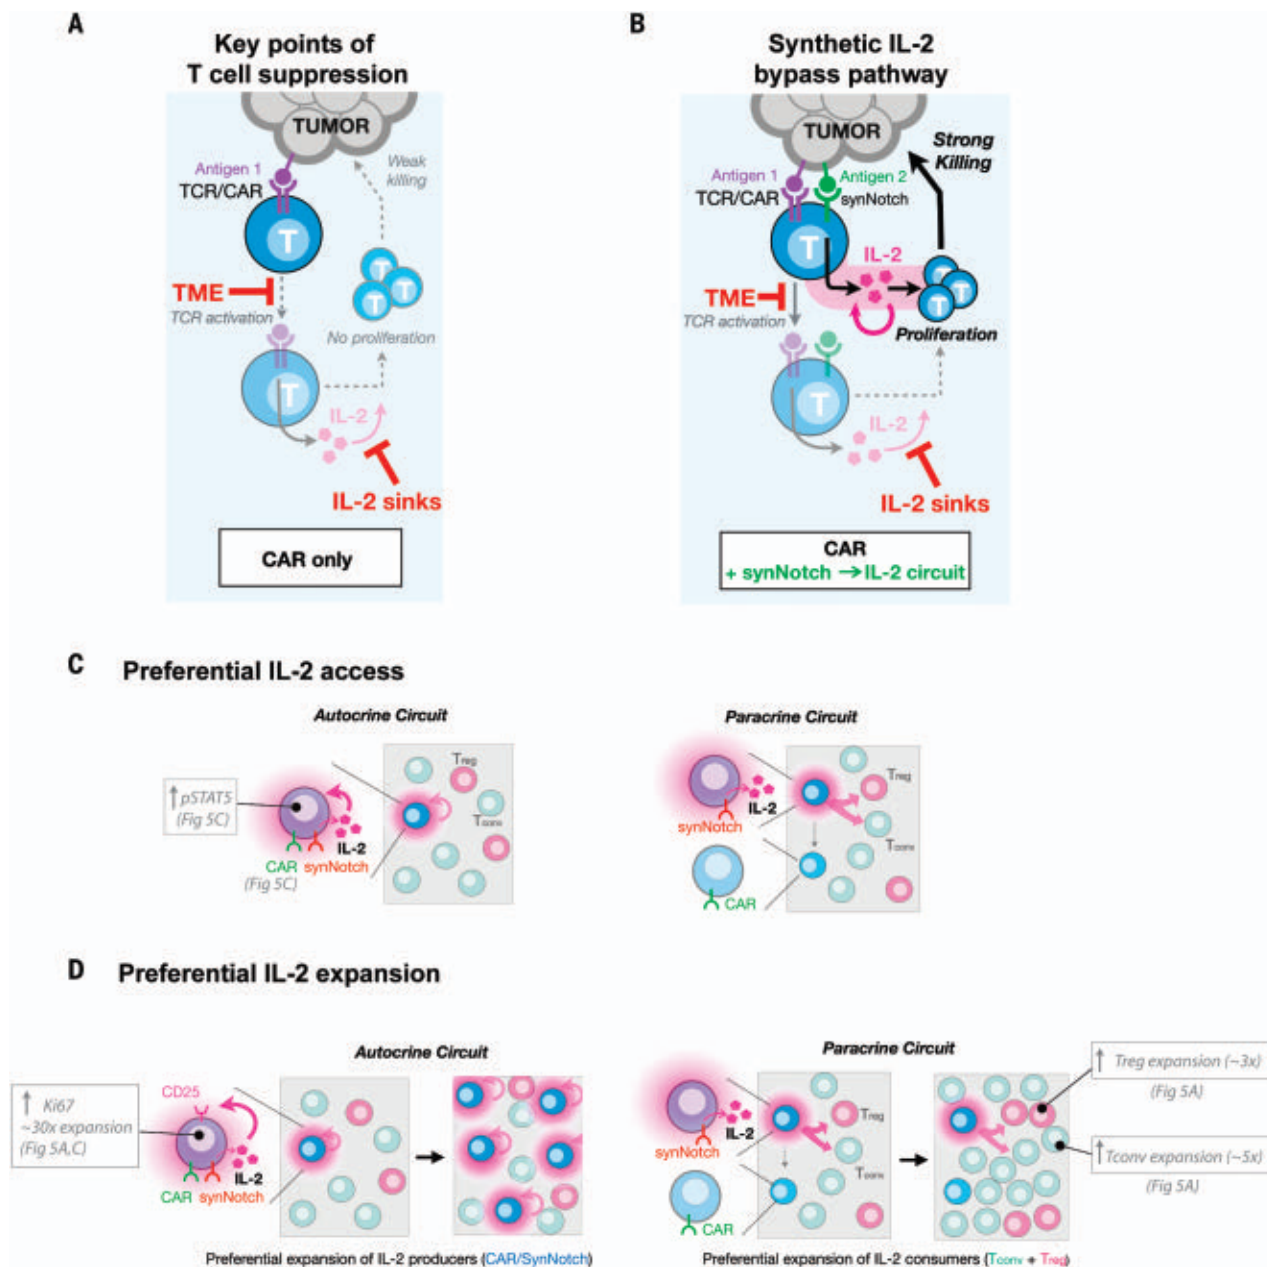 A
Key points of
T cell suppression
TUMOR
Antigen 1
TCR/CAR
Weak
killing
T
TME
TCR activation
T
T
T
No proliferation
T
IL-2
IL-2 sinks
CAR only
B
Synthetic IL-2
bypass pathway
TUMOR
Strong
Killing
Antigen 1
TCR/CAR
Antigen 2
synNotch
T
IL-2
T
T
T
TME
TCR activation
Proliferation
T
IL-2
IL-2 sinks
CAR
+ synNotch → IL-2 circuit
C
Preferential IL-2 access
Autocrine Circuit
↑ pSTAT5
(Fig 5C)
IL-2
CAR synNotch
(Fig 5C)
Treg
Tconv
Paracrine Circuit
IL-2
synNotch
CAR
Treg
Tconv
D
Preferential IL-2 expansion
Autocrine Circuit
↑ Ki67
~30x expansion
(Fig 5A,C)
CD25
IL-2
CAR synNotch
Preferential expansion of IL-2 producers (CAR/SynNotch)
Paracrine Circuit
IL-2
synNotch
CAR
Treg
Tconv
↑ Treg expansion (~3x)
(Fig 5A)
↑ Tconv expansion (~5x)
(Fig 5A)
Preferential expansion of IL-2 consumers (Tconv + Treg)